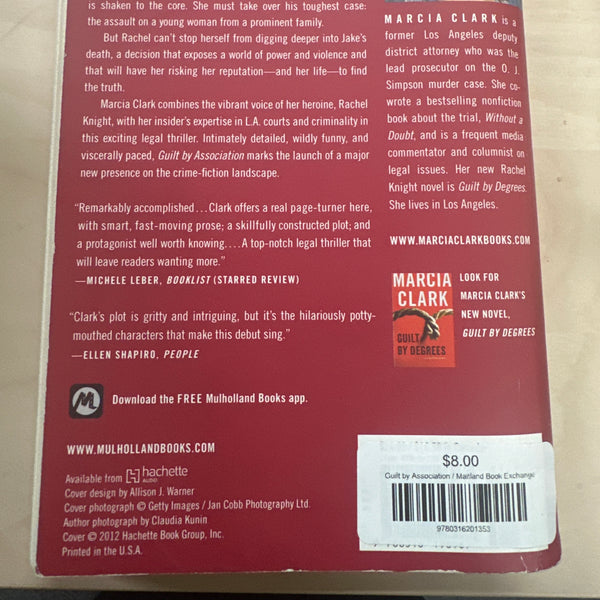 is shaken to the core. She must take over his toughest case:
the assault on a young woman from a prominent family.
But Rachel can't stop herself from digging deeper into Jake's
death, a decision that exposes a world of power and violence and
that will have her risking her reputation—and her life—to find
the truth.
Marcia Clark combines the vibrant voice of her heroine, Rachel
Knight, with her insider's expertise in L.A. courts and criminality in
this exciting legal thriller. Intimately detailed, wildly funny, and
viscerally paced, Guilt by Association marks the launch of a major
new presence on the crime-fiction landscape.
“Remarkably accomplished...Clark offers a real page-turner here,
with smart, fast-moving prose; a skillfully constructed plot; and
a protagonist well worth knowing....A top-notch legal thriller that
will leave readers wanting more.”
—MICHELE LEBER, BOOKLIST (STARRED REVIEW)
“Clark's plot is gritty and intriguing, but it's the hilariously potty-
mouthed characters that make this debut sing.”
—ELLEN SHAPIRO, PEOPLE
M
Download the FREE Mulholland Books app.
WWW.MULHOLLANDBOOKS.COM
Available from hachette
AUDIO
Cover design by Allison J. Warner
Cover photograph © Getty Images / Jan Cobb Photography Ltd.
Author photograph by Claudia Kunin
Cover © 2012 Hachette Book Group, Inc.
Printed in the U.S.A.
MARCIA CLARK is a
former Los Angeles deputy
district attorney who was the
lead prosecutor on the O. J.
Simpson murder case. She co-
wrote a bestselling nonfiction
book about the trial, Without a
Doubt, and is a frequent media
commentator and columnist on
legal issues. Her new Rachel
Knight novel is Guilt by Degrees.
She lives in Los Angeles.
WWW.MARCIACLARKBOOKS.COM
MARCIA
CLARK
GUILT
BY DEGREES
LOOK FOR
MARCIA CLARK'S
NEW NOVEL,
GUILT BY DEGREES
$8.00
Guilt by Association / Maitland Book Exchange
9780316201353